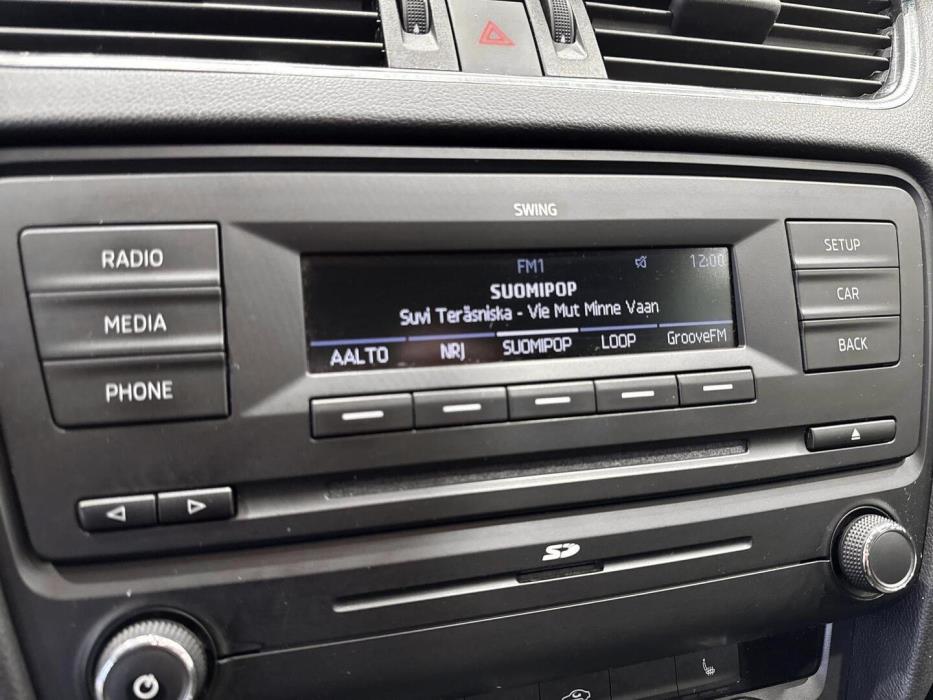 SWING
RADIO
MEDIA
PHONE
FM1 12:00
SUOMIPOP
Suvi Teräsniska - Vie Mut Minne Vaan
AALTO NRJ SUOMIPOP LOOP GrooveFM
SETUP
CAR
BACK
SD